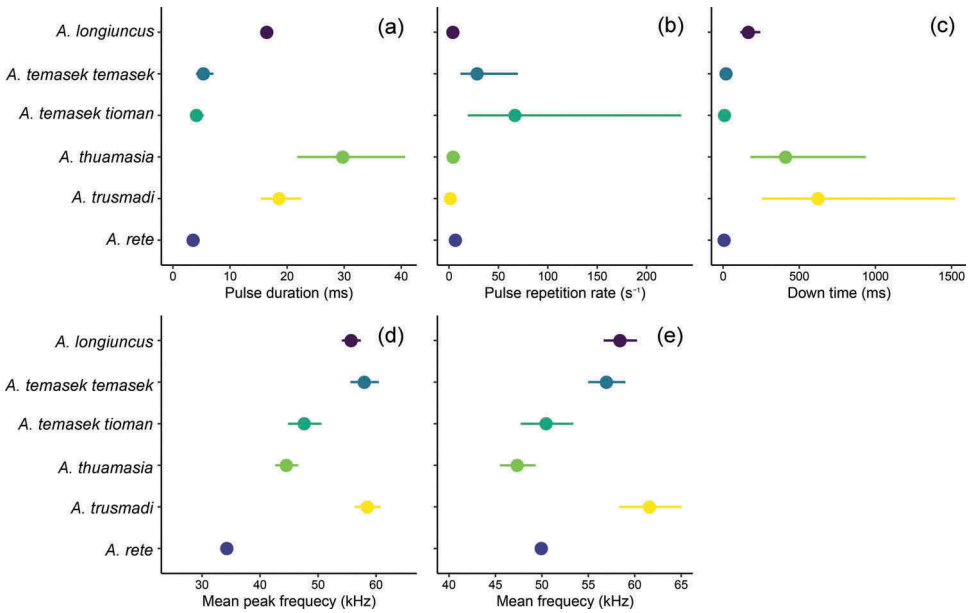 A. longiuncus
A. temasek temasek
A. temasek tioman
A. thuamasia
A. trusmadi
A. rete
(a)
0 10 20 30 40
Pulse duration (ms)
(b)
0 50 100 150 200
Pulse repetition rate (s⁻¹)
(c)
0 500 1000 1500
Down time (ms)
A. longiuncus
A. temasek temasek
A. temasek tioman
A. thuamasia
A. trusmadi
A. rete
(d)
30 40 50 60
Mean peak frequecy (kHz)
(e)
40 45 50 55 60 65
Mean frequency (kHz)